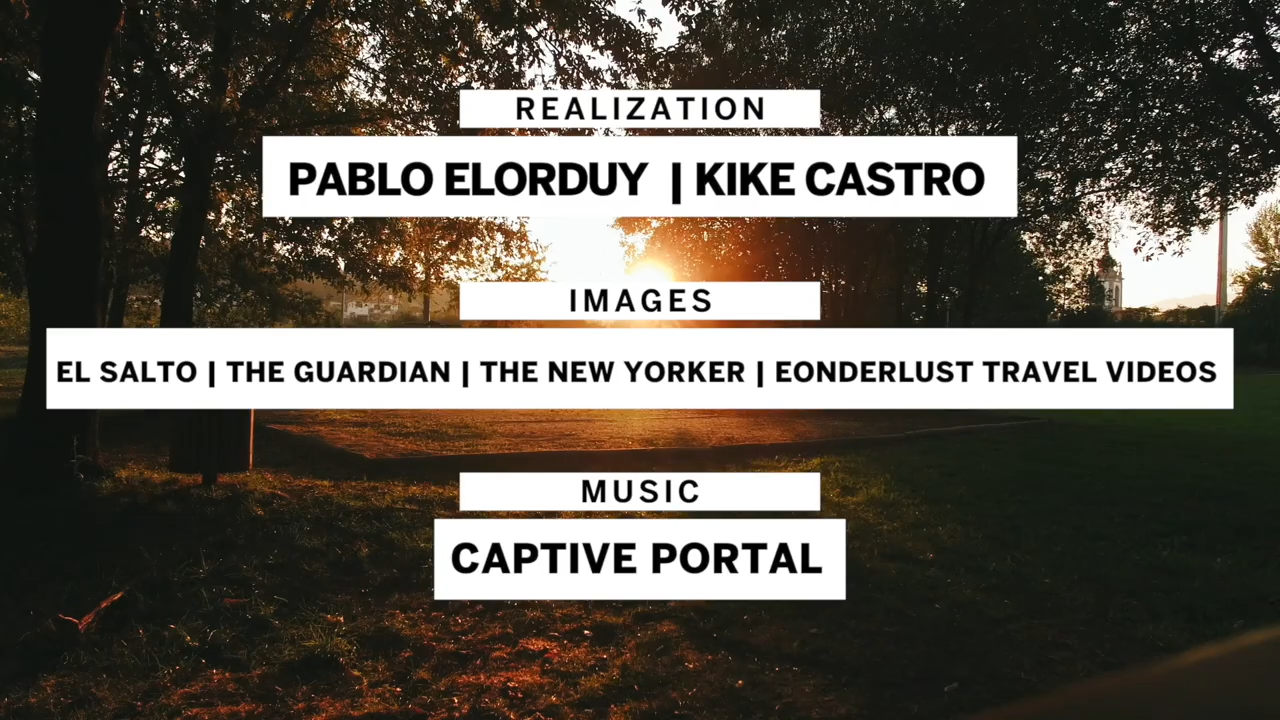 REALIZATION
PABLO ELORDUY | KIKE CASTRO
IMAGES
EL SALTO | THE GUARDIAN | THE NEW YORKER | EONDERLUST TRAVEL VIDEOS
MUSIC
CAPTIVE PORTAL